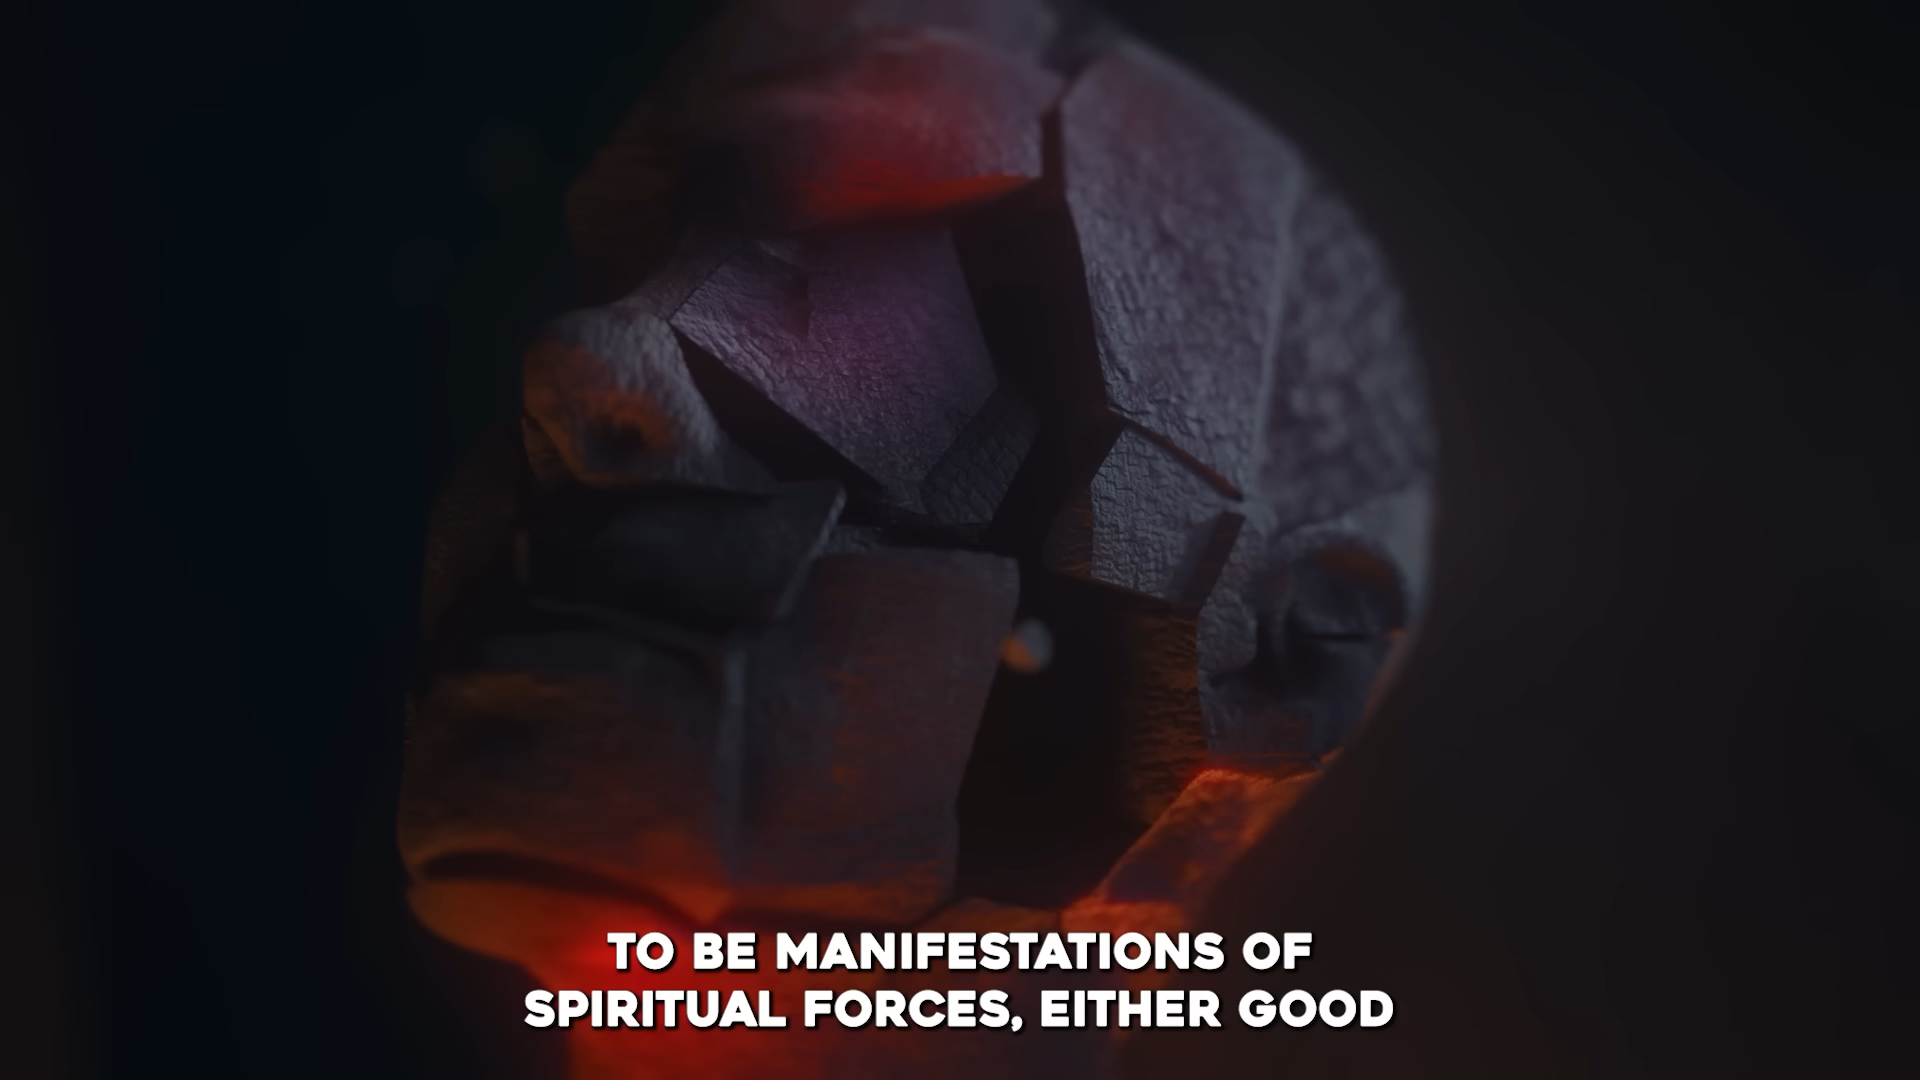 TO BE MANIFESTATIONS OF
SPIRITUAL FORCES, EITHER GOOD